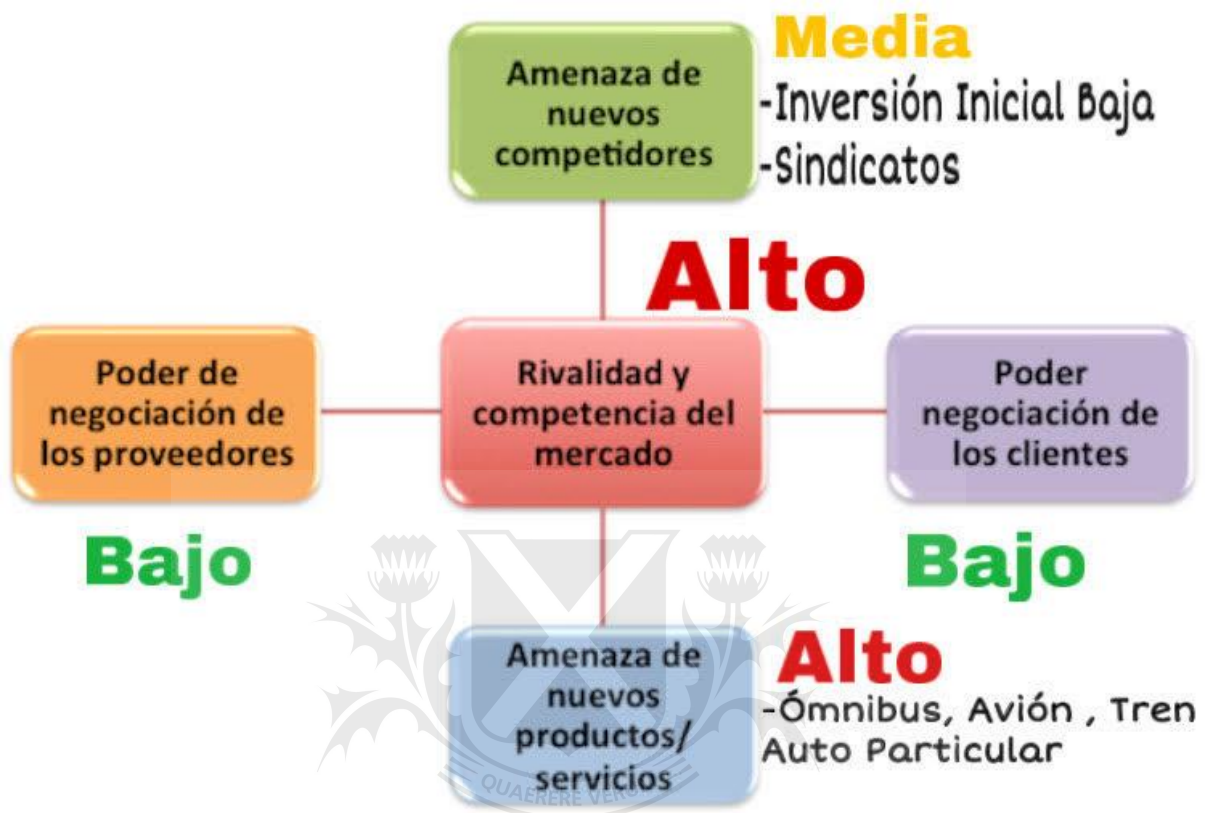 Amenaza de
nuevos
competidores
Media
-Inversión Inicial Baja
-Sindicatos
Alto
Poder de
negociación de
los proveedores
Bajo
Rivalidad y
competencia del
mercado
Poder
negociación de
los clientes
Bajo
Amenaza de
nuevos
productos/
servicios
Alto
-Ómnibus, Avión , Tren
Auto Particular
QUAERERE